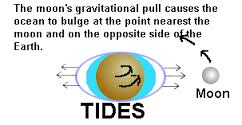 The moon's gravitational pull causes the
ocean to bulge at the point nearest the
moon and on the opposite side of the
Earth.
Moon
TIDES